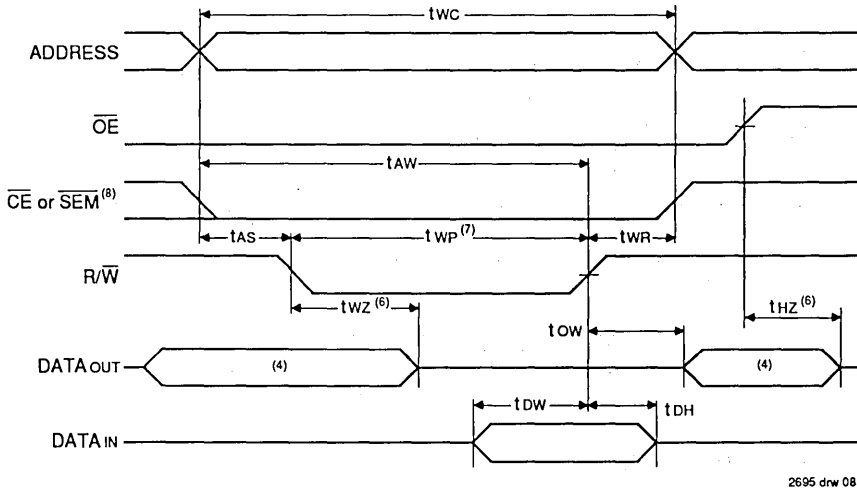 tWC
ADDRESS
OE
tAW
CE or SEM (8)
tAS tWP (7) tWR
R/W
tWZ (6) tOW tHZ (6)
DATA OUT (4) (4)
tDW tDH
DATA IN
2695 drw 08